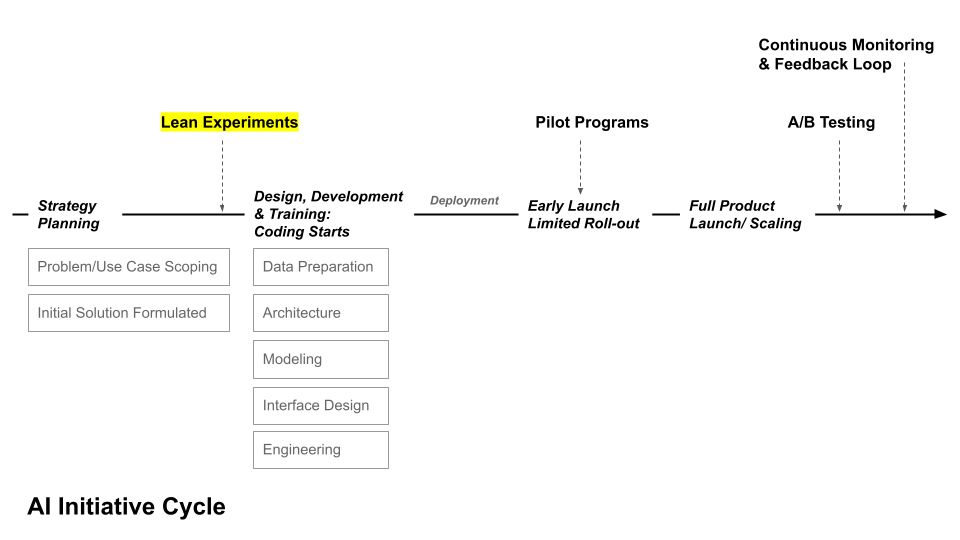 Continuous Monitoring
& Feedback Loop
Lean Experiments
Pilot Programs
A/B Testing
Strategy
Planning
Design, Development
& Training:
Coding Starts
Deployment
Early Launch
Limited Roll-out
Full Product
Launch/ Scaling
Problem/Use Case Scoping
Initial Solution Formulated
Data Preparation
Architecture
Modeling
Interface Design
Engineering
AI Initiative Cycle